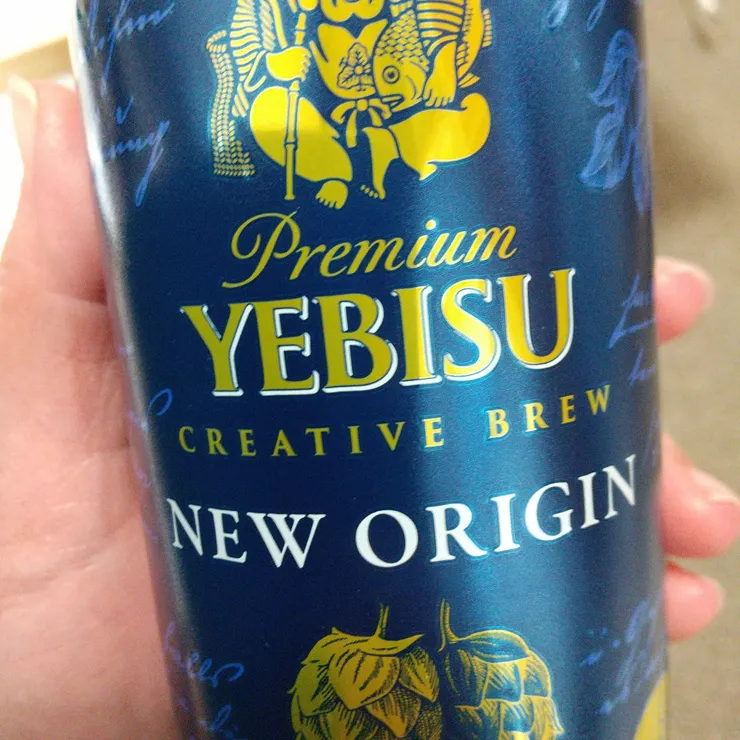 Premium
YEBISU
CREATIVE BREW
NEW ORIGIN